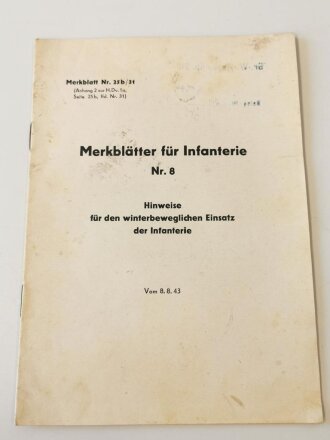 Merkblatt Nr. 25b/31
(Anhang 2 zur H.Dv. 1a,
Seite 25b, lfd. Nr. 31)
Merkblätter für Infanterie
Nr. 8
Hinweise
für den winterbeweglichen Einsatz
der Infanterie
Vom 8. 8. 43